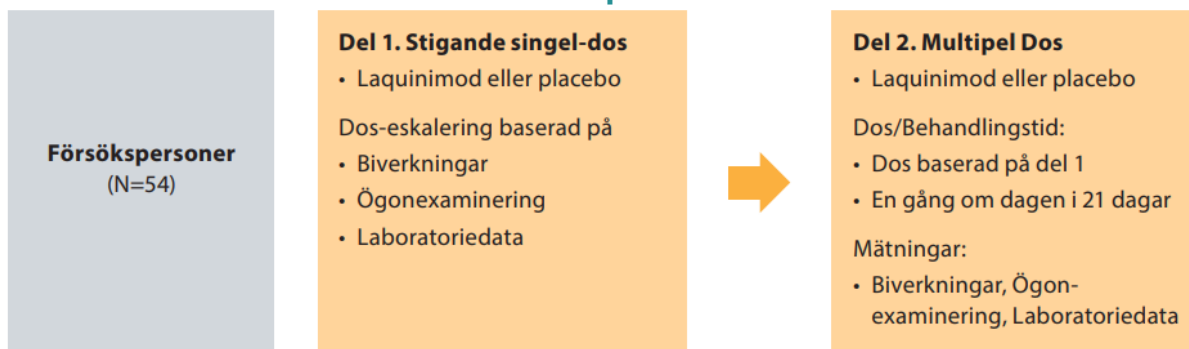 Försökspersoner
(N=54)
Del 1. Stigande singel-dos
• Laquinimod eller placebo
Dos-eskalering baserad på
• Biverkningar
• Ögonexaminering
• Laboratoriedata
Del 2. Multipel Dos
• Laquinimod eller placebo
Dos/Behandlingstid:
• Dos baserad på del 1
• En gång om dagen i 21 dagar
Mätningar:
• Biverkningar, Ögon-
examinering, Laboratoriedata